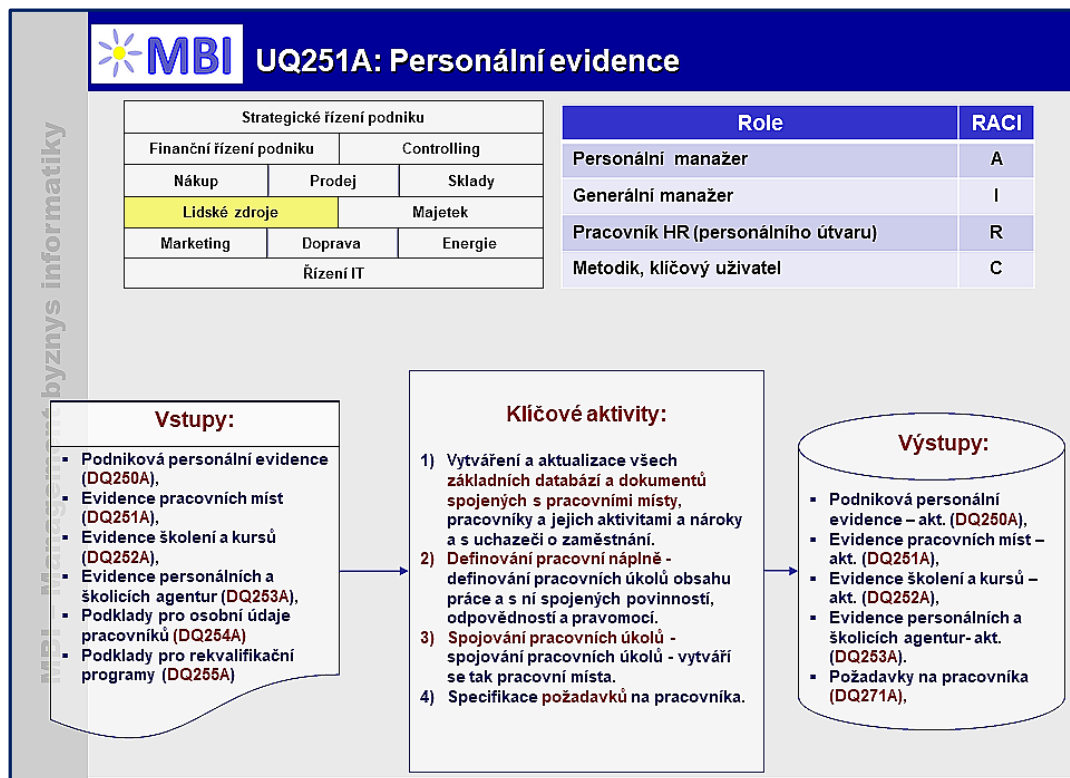 MBI
UQ251A: Personální evidence
MBI – Management byznys informatiky
Strategické řízení podniku
Finanční řízení podniku
Controlling
Nákup
Prodej
Sklady
Lidské zdroje
Majetek
Marketing
Doprava
Energie
Řízení IT
Role RACI
Personální manažer A
Generální manažer I
Pracovník HR (personálního útvaru) R
Metodik, klíčový uživatel C
Vstupy:
▪ Podniková personální evidence
(DQ250A),
▪ Evidence pracovních míst
(DQ251A),
▪ Evidence školení a kursů
(DQ252A),
▪ Evidence personálních a
školicích agentur (DQ253A),
▪ Podklady pro osobní údaje
pracovníků (DQ254A)
▪ Podklady pro rekvalifikační
programy (DQ255A)
Klíčové aktivity:
1) Vytváření a aktualizace všech
základních databází a dokumentů
spojených s pracovními místy,
pracovníky a jejich aktivitami a nároky
a s uchazeči o zaměstnání.
2) Definování pracovní náplně -
definování pracovních úkolů obsahu
práce a s ní spojených povinností,
odpovědností a pravomocí.
3) Spojování pracovních úkolů -
spojování pracovních úkolů - vytváří
se tak pracovní místa.
4) Specifikace požadavků na pracovníka.
Výstupy:
▪ Podniková personální
evidence – akt. (DQ250A),
▪ Evidence pracovních míst –
akt. (DQ251A),
▪ Evidence školení a kursů –
akt. (DQ252A),
▪ Evidence personálních a
školicích agentur- akt.
(DQ253A).
▪ Požadavky na pracovníka
(DQ271A),